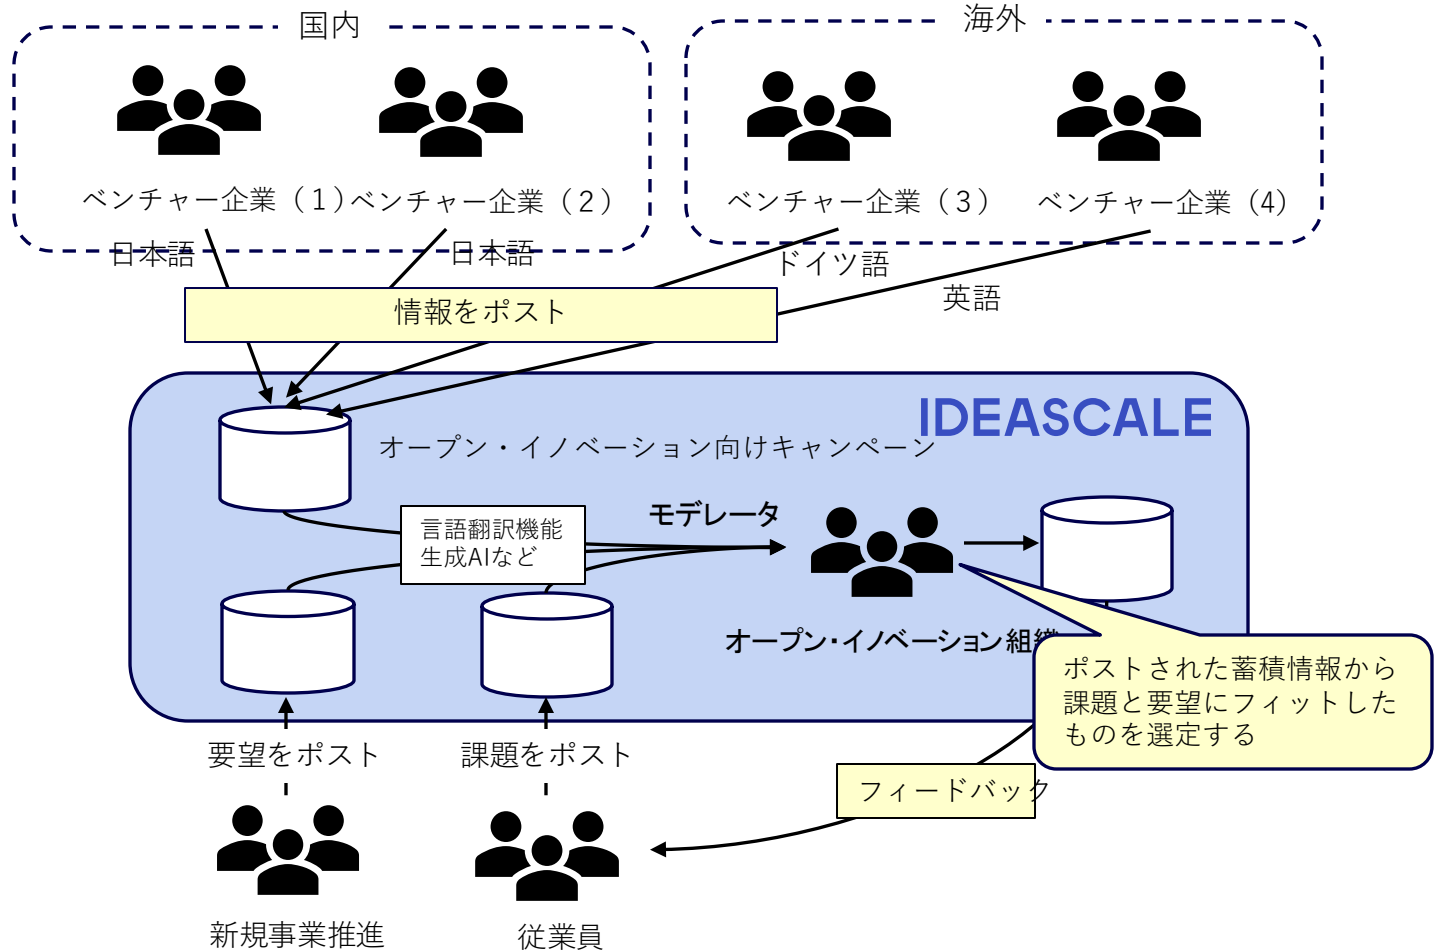 国内
海外
ベンチャー企業（１）
ベンチャー企業（２）
ベンチャー企業（３）
ベンチャー企業（4）
日本語
日本語
ドイツ語
英語
情報をポスト
IDEASCALE
オープン・イノベーション向けキャンペーン
言語翻訳機能
生成AIなど
モデレータ
オープン・イノベーション組織
ポストされた蓄積情報から
課題と要望にフィットした
ものを選定する
要望をポスト
課題をポスト
フィードバック
新規事業推進
従業員